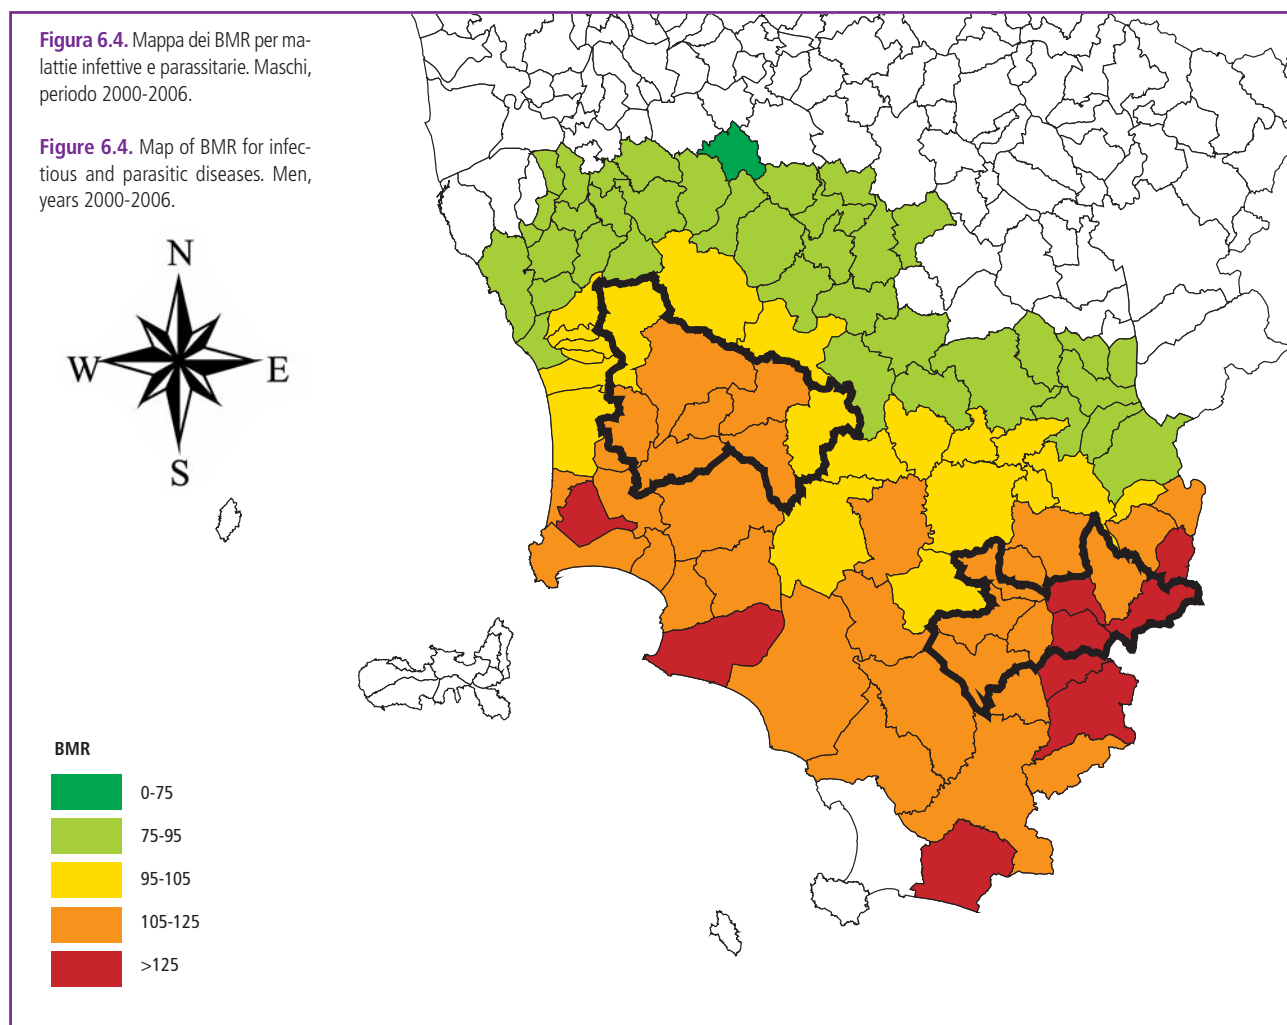 Figura 6.4. Mappa dei BMR per ma-
lattie infettive e parassitarie. Maschi,
periodo 2000-2006.
Figure 6.4. Map of BMR for infec-
tious and parasitic diseases. Men,
years 2000-2006.
N
W E
S
BMR
0-75
75-95
95-105
105-125
>125